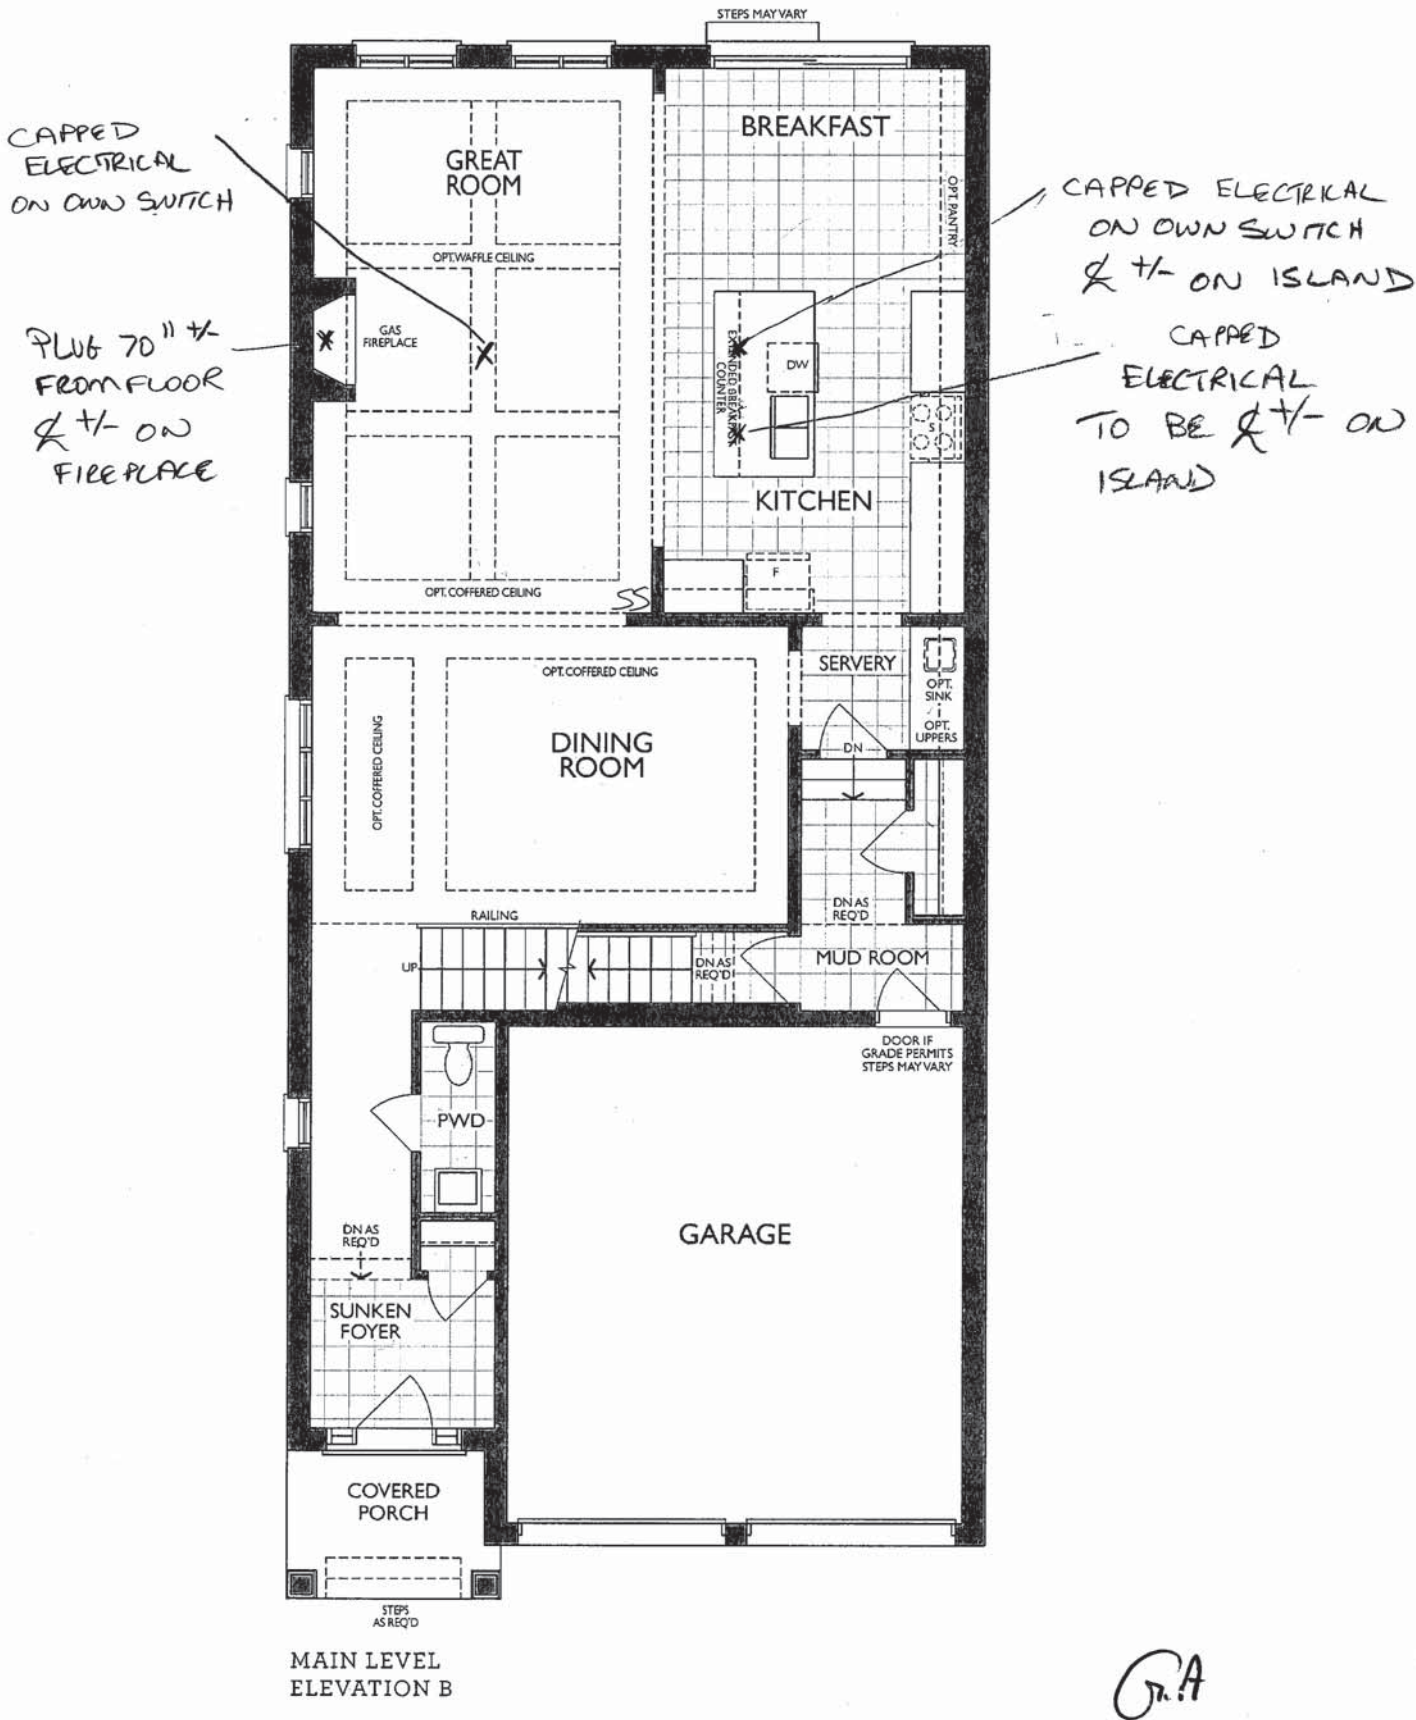 STEPS MAY VARY
CAPPED
ELECTRICAL
ON OWN SWITCH
GREAT
ROOM
BREAKFAST
OPT. PANTRY
CAPPED ELECTRICAL
ON OWN SWITCH
℄ +/- ON ISLAND
OPT. WAFFLE CEILING
PLUG 70" +/-
FROM FLOOR
℄ +/- ON
FIREPLACE
GAS
FIREPLACE
EXTENDED BREAKFAST
COUNTER
DW
S
CAPPED
ELECTRICAL
TO BE ℄ +/- ON
ISLAND
KITCHEN
F
OPT. COFFERED CEILING
SS
OPT. COFFERED CEILING
OPT. COFFERED CEILING
DINING
ROOM
SERVERY
OPT.
SINK
OPT.
UPPERS
DN
DN AS
REQ'D
RAILING
UP
DN AS
REQ'D
MUD ROOM
DOOR IF
GRADE PERMITS
STEPS MAY VARY
PWD
GARAGE
DN AS
REQ'D
SUNKEN
FOYER
COVERED
PORCH
STEPS
AS REQ'D
MAIN LEVEL
ELEVATION B